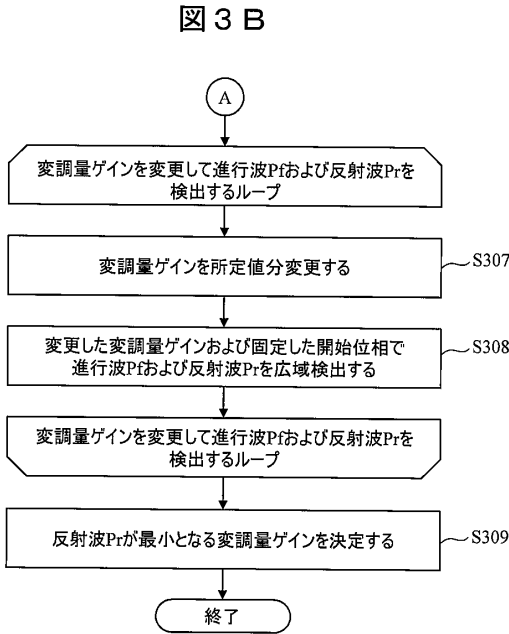 図３Ｂ
A
変調量ゲインを変更して進行波Pfおよび反射波Prを
検出するループ
変調量ゲインを所定値分変更する
S307
変更した変調量ゲインおよび固定した開始位相で
進行波Pfおよび反射波Prを広域検出する
S308
変調量ゲインを変更して進行波Pfおよび反射波Prを
検出するループ
反射波Prが最小となる変調量ゲインを決定する
S309
終了